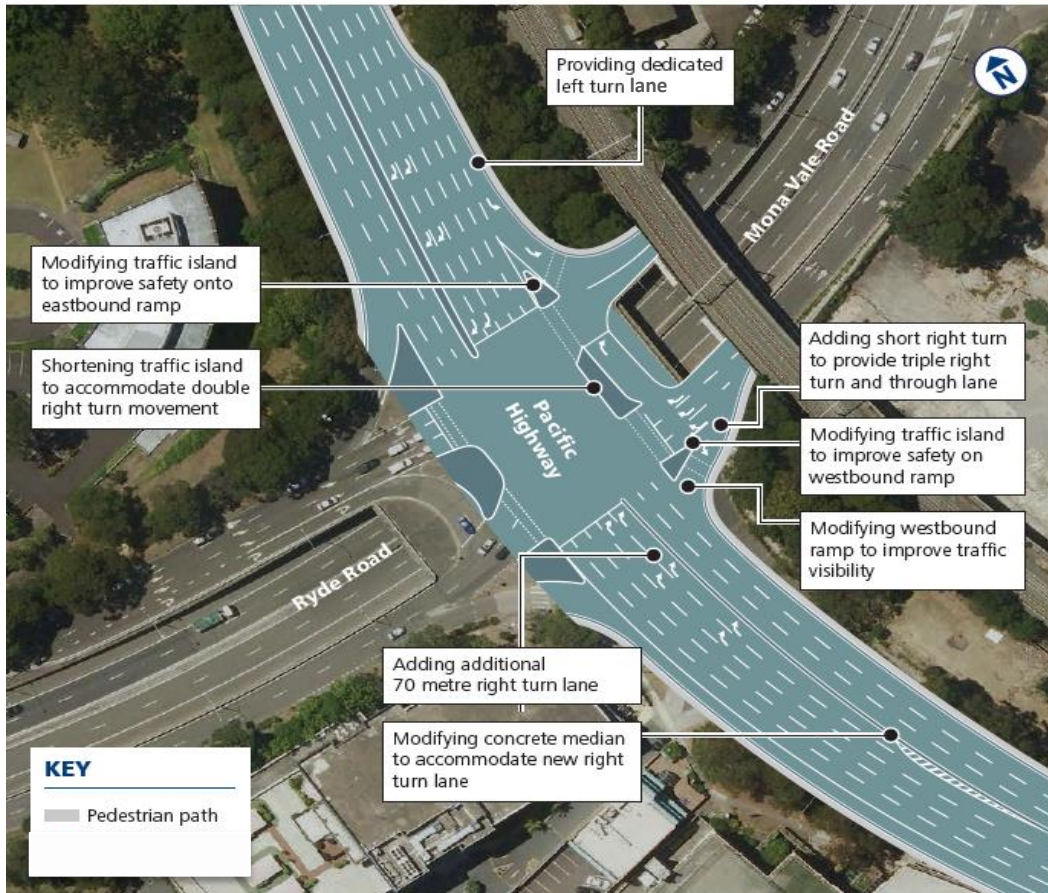 Providing dedicated
left turn lane
N
Mona Vale Road
Modifying traffic island
to improve safety onto
eastbound ramp
Shortening traffic island
to accommodate double
right turn movement
Pacific
Highway
Adding short right turn
to provide triple right
turn and through lane
Modifying traffic island
to improve safety on
westbound ramp
Modifying westbound
ramp to improve traffic
visibility
Ryde Road
Adding additional
70 metre right turn lane
Modifying concrete median
to accommodate new right
turn lane
KEY
Pedestrian path